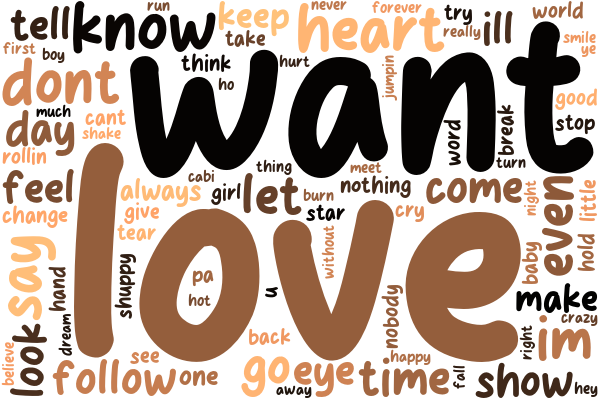 run
never
forever
world
tell
know
keep
heart
try
ill
take
really
smile
first
boy
ye
want
think
hurt
dont
ho
jumpin
good
much
cant
day
shake
word
break
stop
rollin
turn
thing
meet
feel
cabi
love
always
girl
let
burn
nothing
come
night
even
little
change
give
star
cry
tear
without
baby
hold
say
hand
shuppy
pa
hot
u
make
look
dream
nobody
crazy
back
right
im
believe
see
happy
follow
one
go
eye
time
fall
show
away
hey